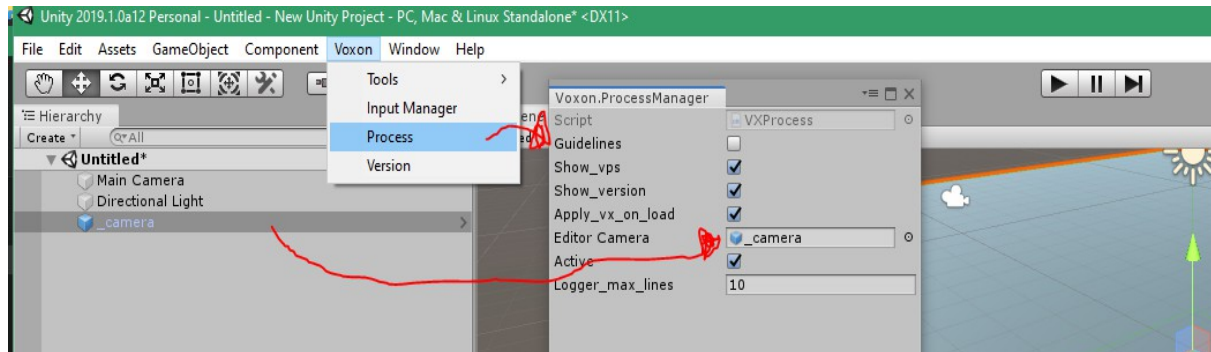 Unity 2019.1.0a12 Personal - Untitled - New Unity Project - PC, Mac & Linux Standalone* <DX11>
File Edit Assets GameObject Component Voxon Window Help
Tools
Input Manager
Process
Version
Hierarchy
Create All
Untitled*
Main Camera
Directional Light
_camera
Voxon.ProcessManager
Script VXProcess
Guidelines
Show_vps
Show_version
Apply_vx_on_load
Editor Camera _camera
Active
Logger_max_lines 10